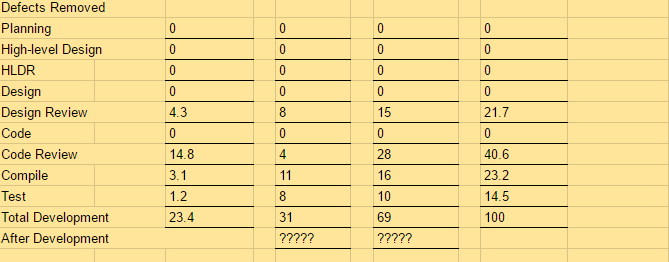 Defects Removed
Planning 0 0 0 0
High-level Design 0 0 0 0
HLDR 0 0 0 0
Design 0 0 0 0
Design Review 4.3 8 15 21.7
Code 0 0 0 0
Code Review 14.8 4 28 40.6
Compile 3.1 11 16 23.2
Test 1.2 8 10 14.5
Total Development 23.4 31 69 100
After Development ????? ?????